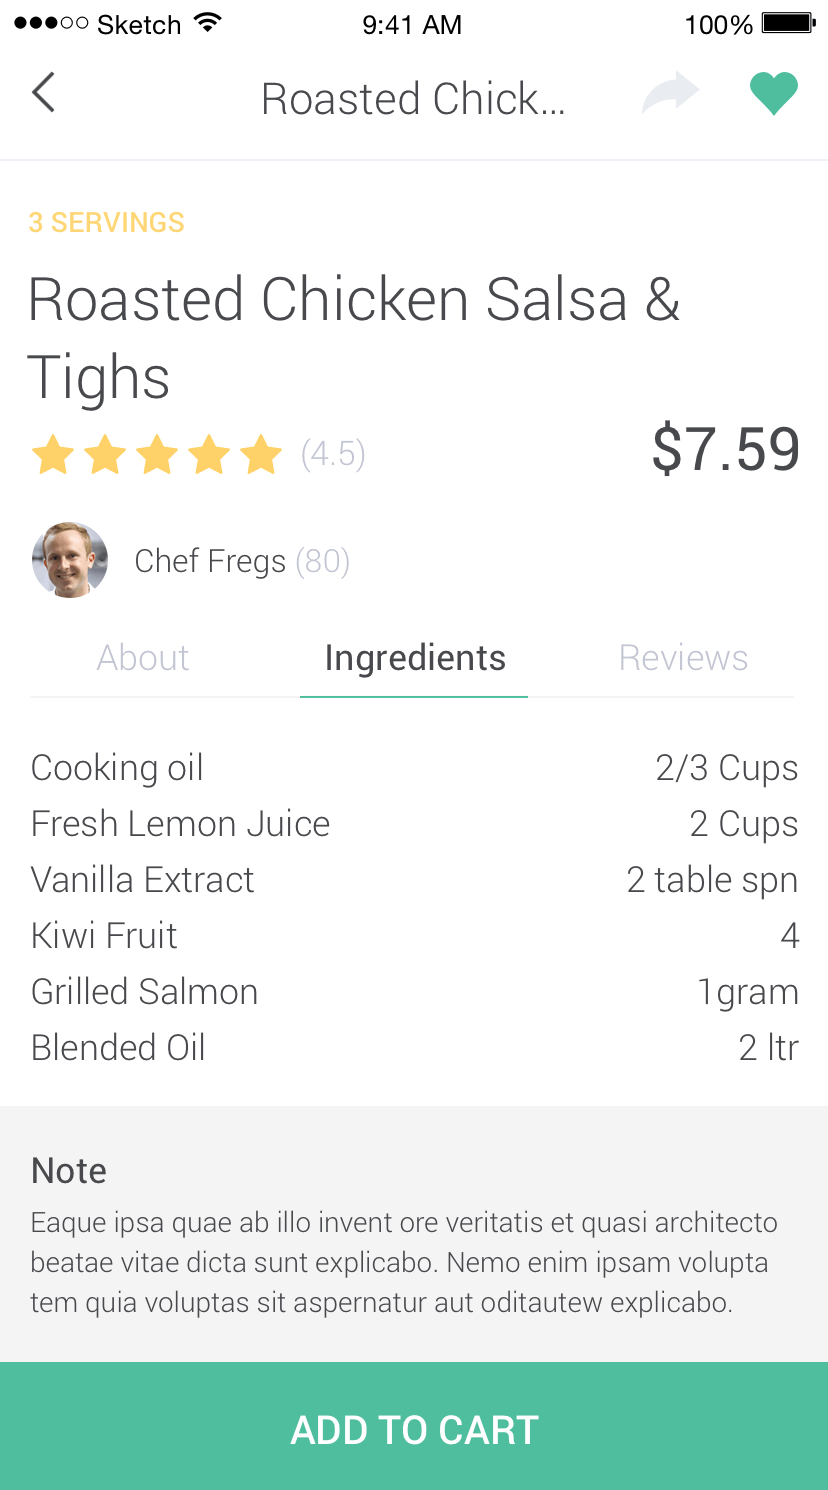 Sketch 9:41 AM 100%
Roasted Chick...
3 SERVINGS
Roasted Chicken Salsa &
Tighs
(4.5) $7.59
Chef Fregs (80)
About Ingredients Reviews
Cooking oil 2/3 Cups
Fresh Lemon Juice 2 Cups
Vanilla Extract 2 table spn
Kiwi Fruit 4
Grilled Salmon 1gram
Blended Oil 2 ltr
Note
Eaque ipsa quae ab illo invent ore veritatis et quasi architecto
beatae vitae dicta sunt explicabo. Nemo enim ipsam volupta
tem quia voluptas sit aspernatur aut oditautew explicabo.
ADD TO CART